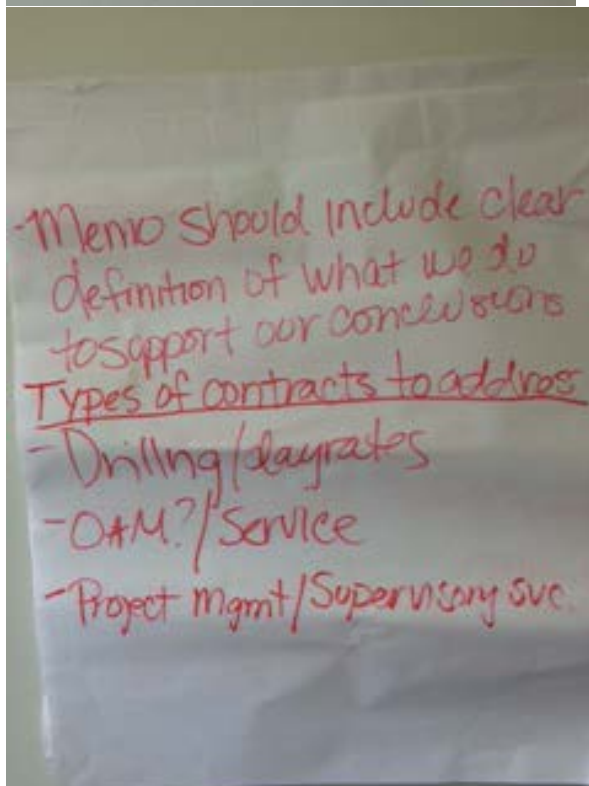 -Memo should include clear
definition of what we do
to support our conclusions
Types of contracts to address
-Drilling/dayrates
-O&M?/Service
-Project mgmt/Supervisory svc.